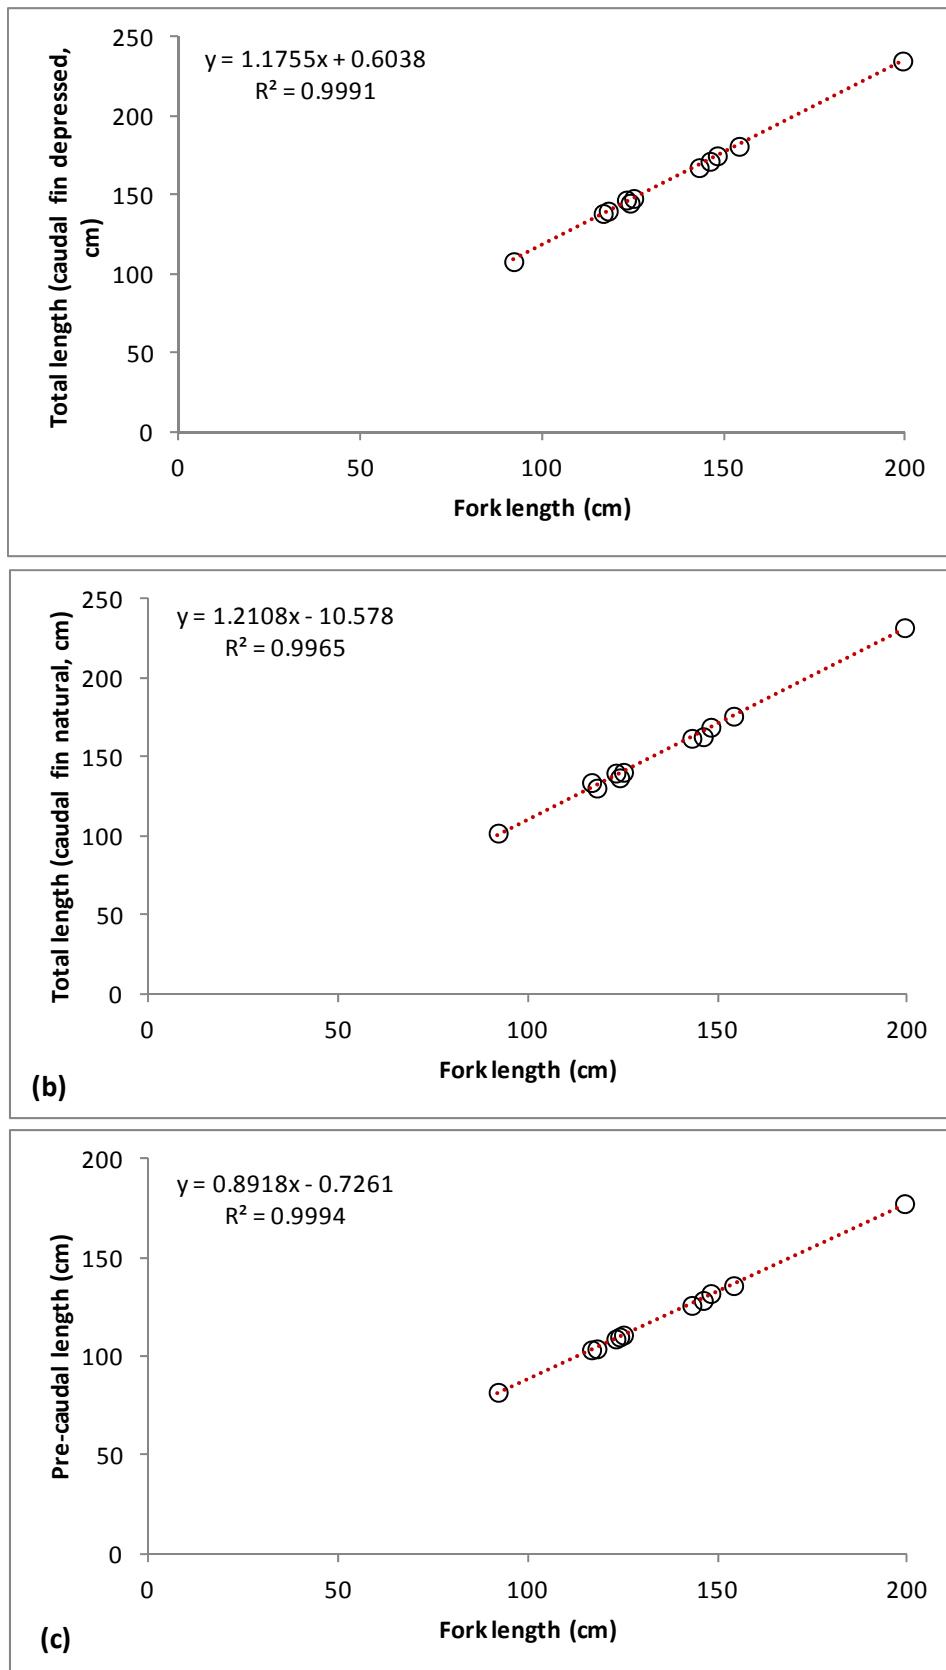 y = 1.1755x + 0.6038
R² = 0.9991
Total length (caudal fin depressed,
cm)
250
200
150
100
50
0
0 50 100 150 200
Fork length (cm)
y = 1.2108x - 10.578
R² = 0.9965
Total length (caudal fin natural, cm)
250
200
150
100
50
0
0 50 100 150 200
Fork length (cm)
(b)
y = 0.8918x - 0.7261
R² = 0.9994
Pre-caudal length (cm)
200
150
100
50
0
0 50 100 150 200
Fork length (cm)
(c)